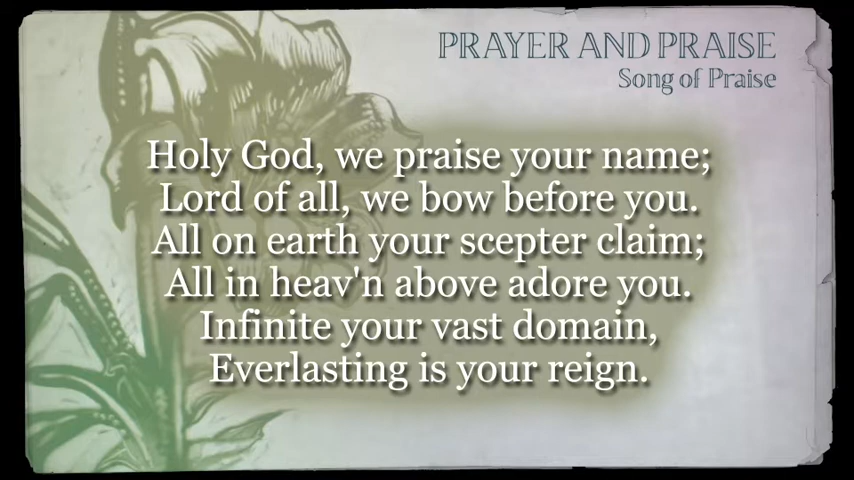 PRAYER AND PRAISE
Song of Praise
Holy God, we praise your name;
Lord of all, we bow before you.
All on earth your scepter claim;
All in heav'n above adore you.
Infinite your vast domain,
Everlasting is your reign.